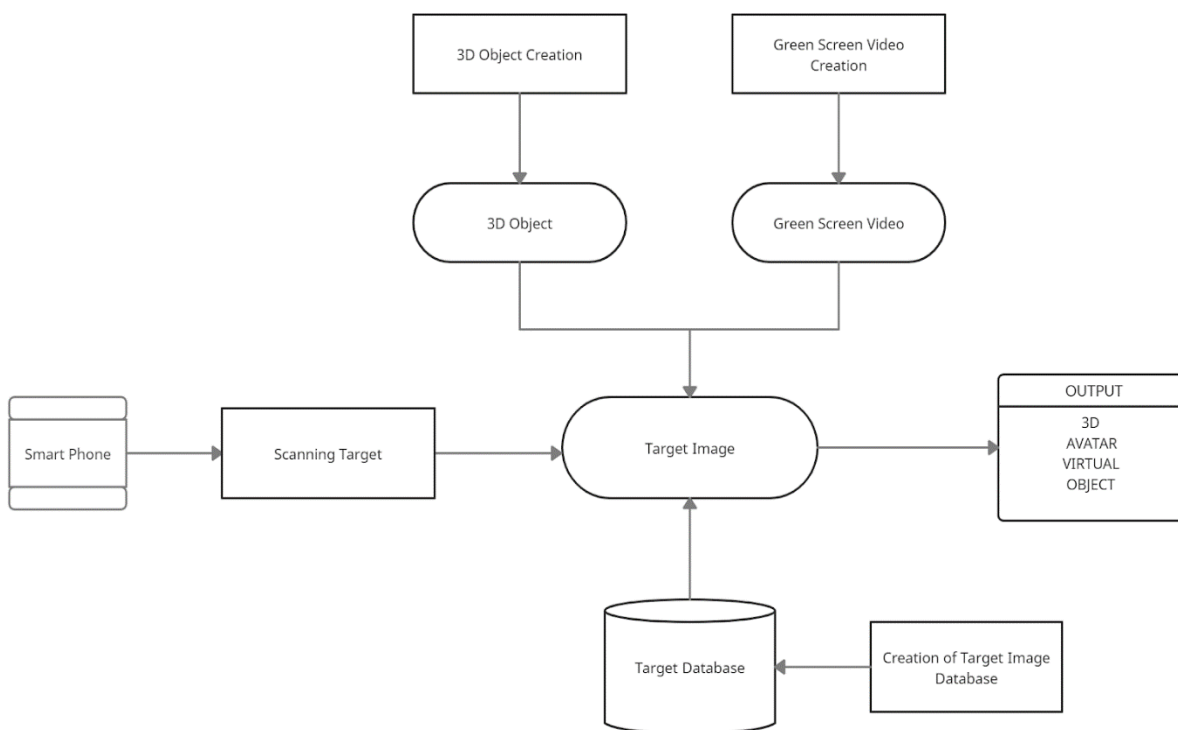 3D Object Creation
Green Screen Video
Creation
3D Object
Green Screen Video
Smart Phone
Scanning Target
Target Image
OUTPUT
3D
AVATAR
VIRTUAL
OBJECT
Target Database
Creation of Target Image
Database